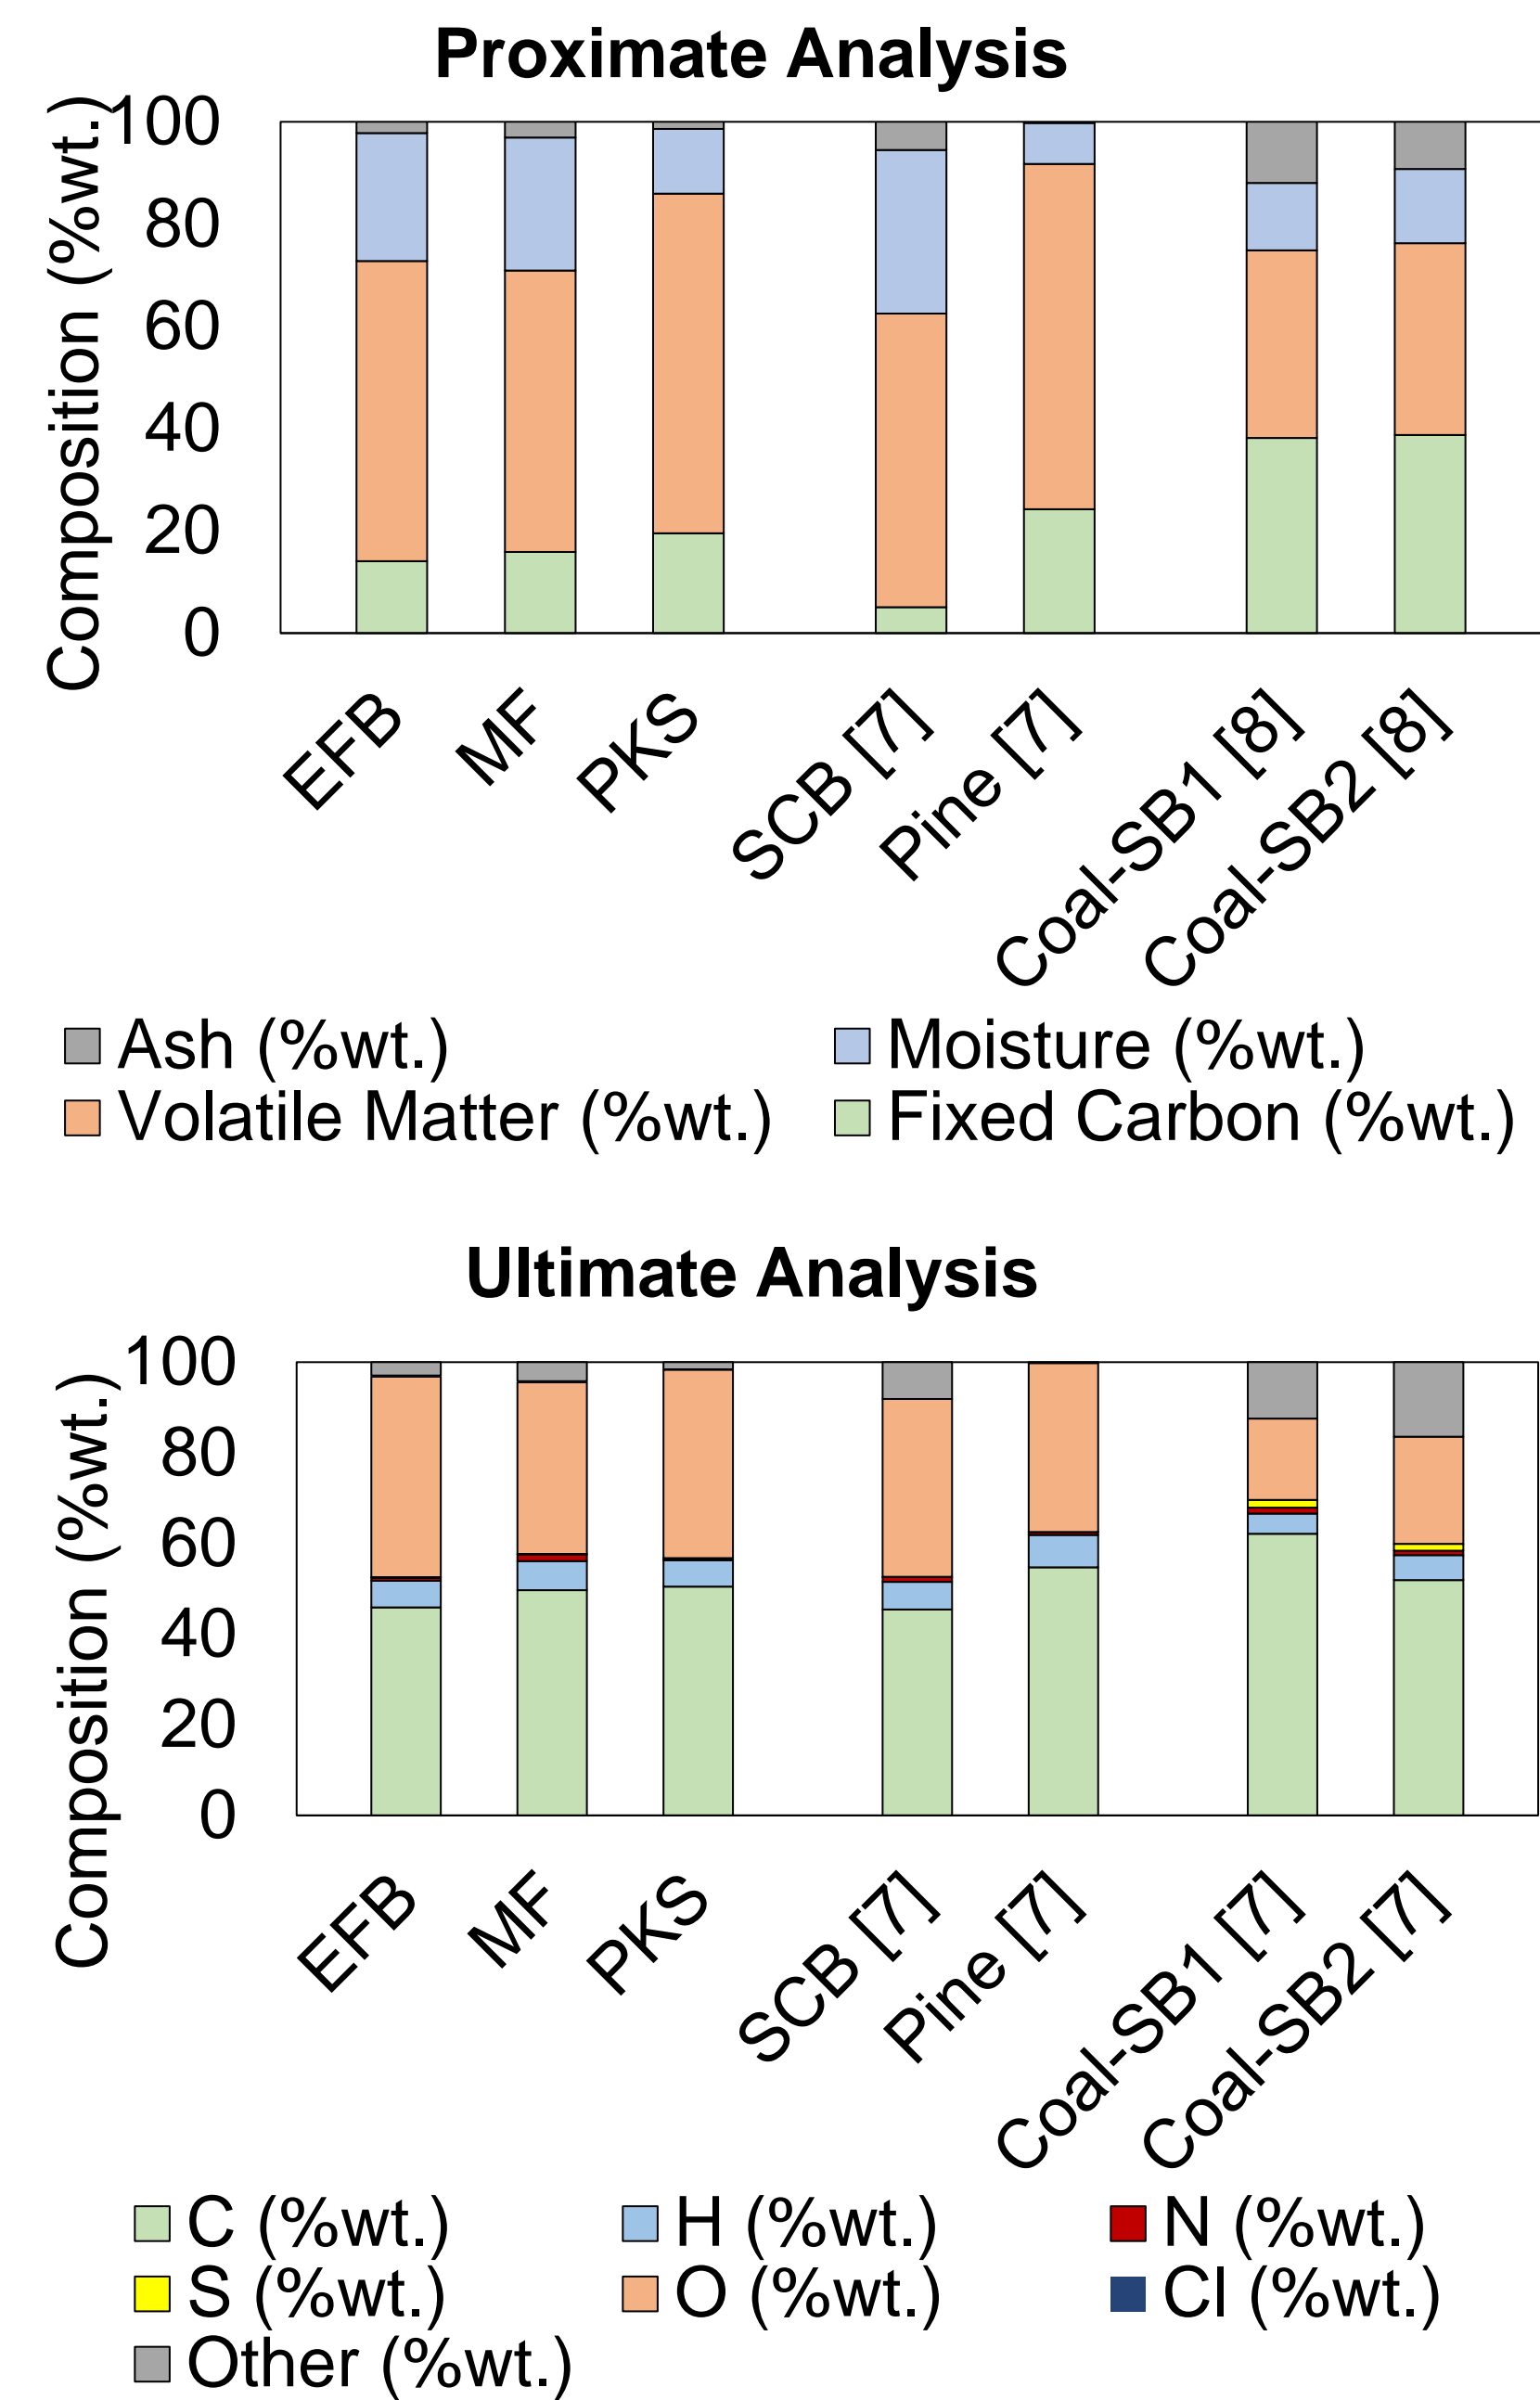 Proximate Analysis
Composition (%wt.)
100
80
60
40
20
0
EFB
MF
PKS
SCB [7]
Pine [7]
Coal-SB1 [8]
Coal-SB2 [8]
Ash (%wt.)
Moisture (%wt.)
Volatile Matter (%wt.)
Fixed Carbon (%wt.)
Ultimate Analysis
Composition (%wt.)
100
80
60
40
20
0
EFB
MF
PKS
SCB [7]
Pine [7]
Coal-SB1 [7]
Coal-SB2 [7]
C (%wt.)
H (%wt.)
N (%wt.)
S (%wt.)
O (%wt.)
Cl (%wt.)
Other (%wt.)